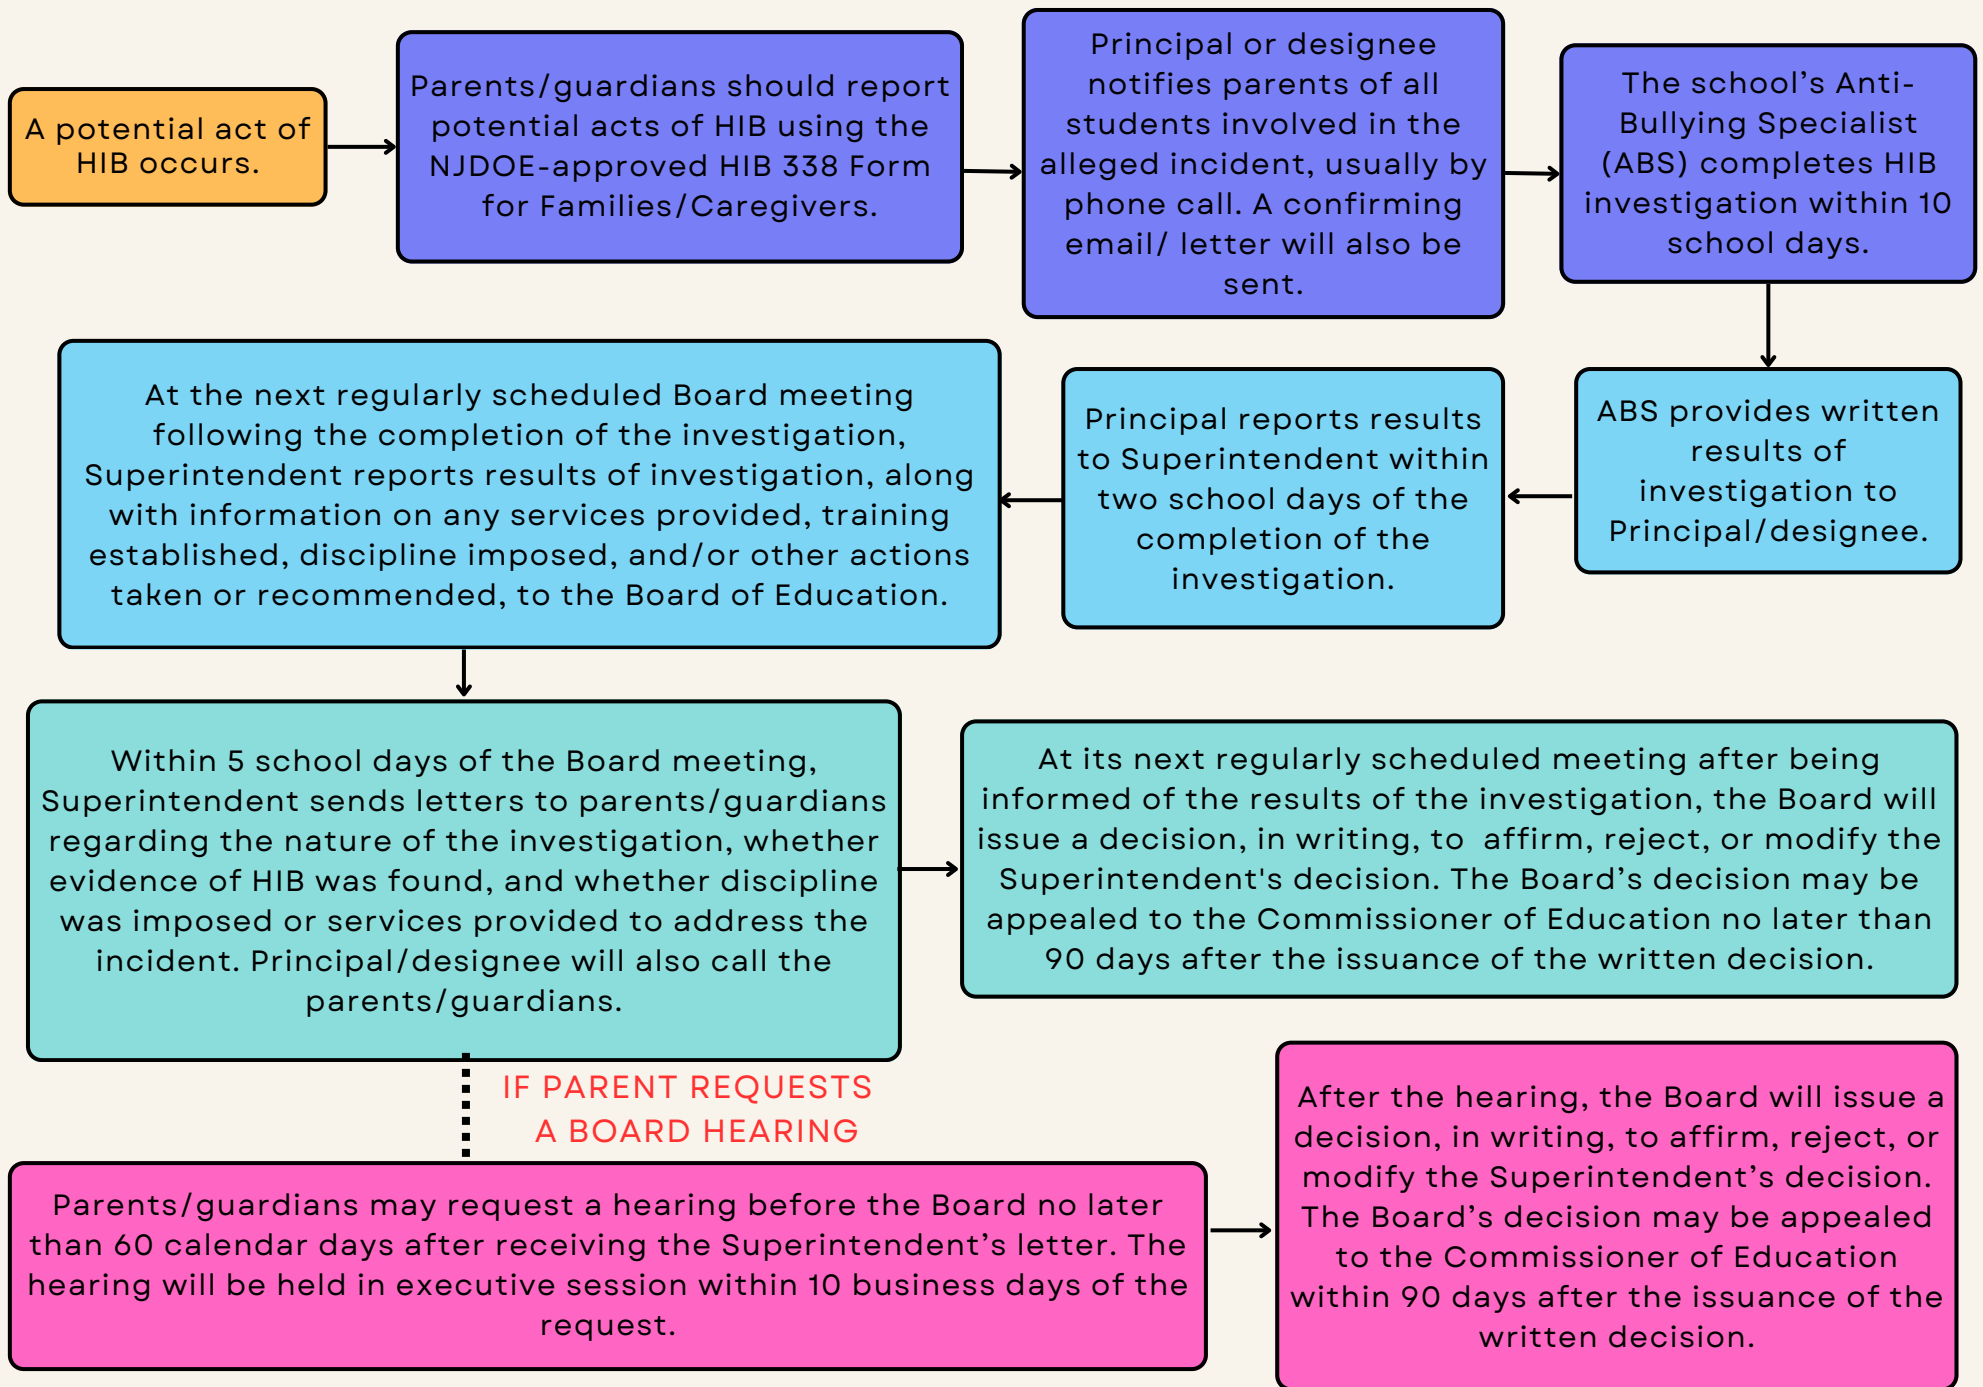 A potential act of
HIB occurs.
Parents/guardians should report
potential acts of HIB using the
NJDOE-approved HIB 338 Form
for Families/Caregivers.
Principal or designee
notifies parents of all
students involved in the
alleged incident, usually by
phone call. A confirming
email/ letter will also be
sent.
The school’s Anti-
Bullying Specialist
(ABS) completes HIB
investigation within 10
school days.
ABS provides written
results of
investigation to
Principal/designee.
Principal reports results
to Superintendent within
two school days of the
completion of the
investigation.
At the next regularly scheduled Board meeting
following the completion of the investigation,
Superintendent reports results of investigation, along
with information on any services provided, training
established, discipline imposed, and/or other actions
taken or recommended, to the Board of Education.
Within 5 school days of the Board meeting,
Superintendent sends letters to parents/guardians
regarding the nature of the investigation, whether
evidence of HIB was found, and whether discipline
was imposed or services provided to address the
incident. Principal/designee will also call the
parents/guardians.
At its next regularly scheduled meeting after being
informed of the results of the investigation, the Board will
issue a decision, in writing, to  affirm, reject, or modify the
Superintendent's decision. The Board’s decision may be
appealed to the Commissioner of Education no later than
90 days after the issuance of the written decision.
IF PARENT REQUESTS
A BOARD HEARING
Parents/guardians may request a hearing before the Board no later
than 60 calendar days after receiving the Superintendent’s letter. The
hearing will be held in executive session within 10 business days of the
request.
After the hearing, the Board will issue a
decision, in writing, to affirm, reject, or
modify the Superintendent’s decision.
The Board’s decision may be appealed
to the Commissioner of Education
within 90 days after the issuance of the
written decision.